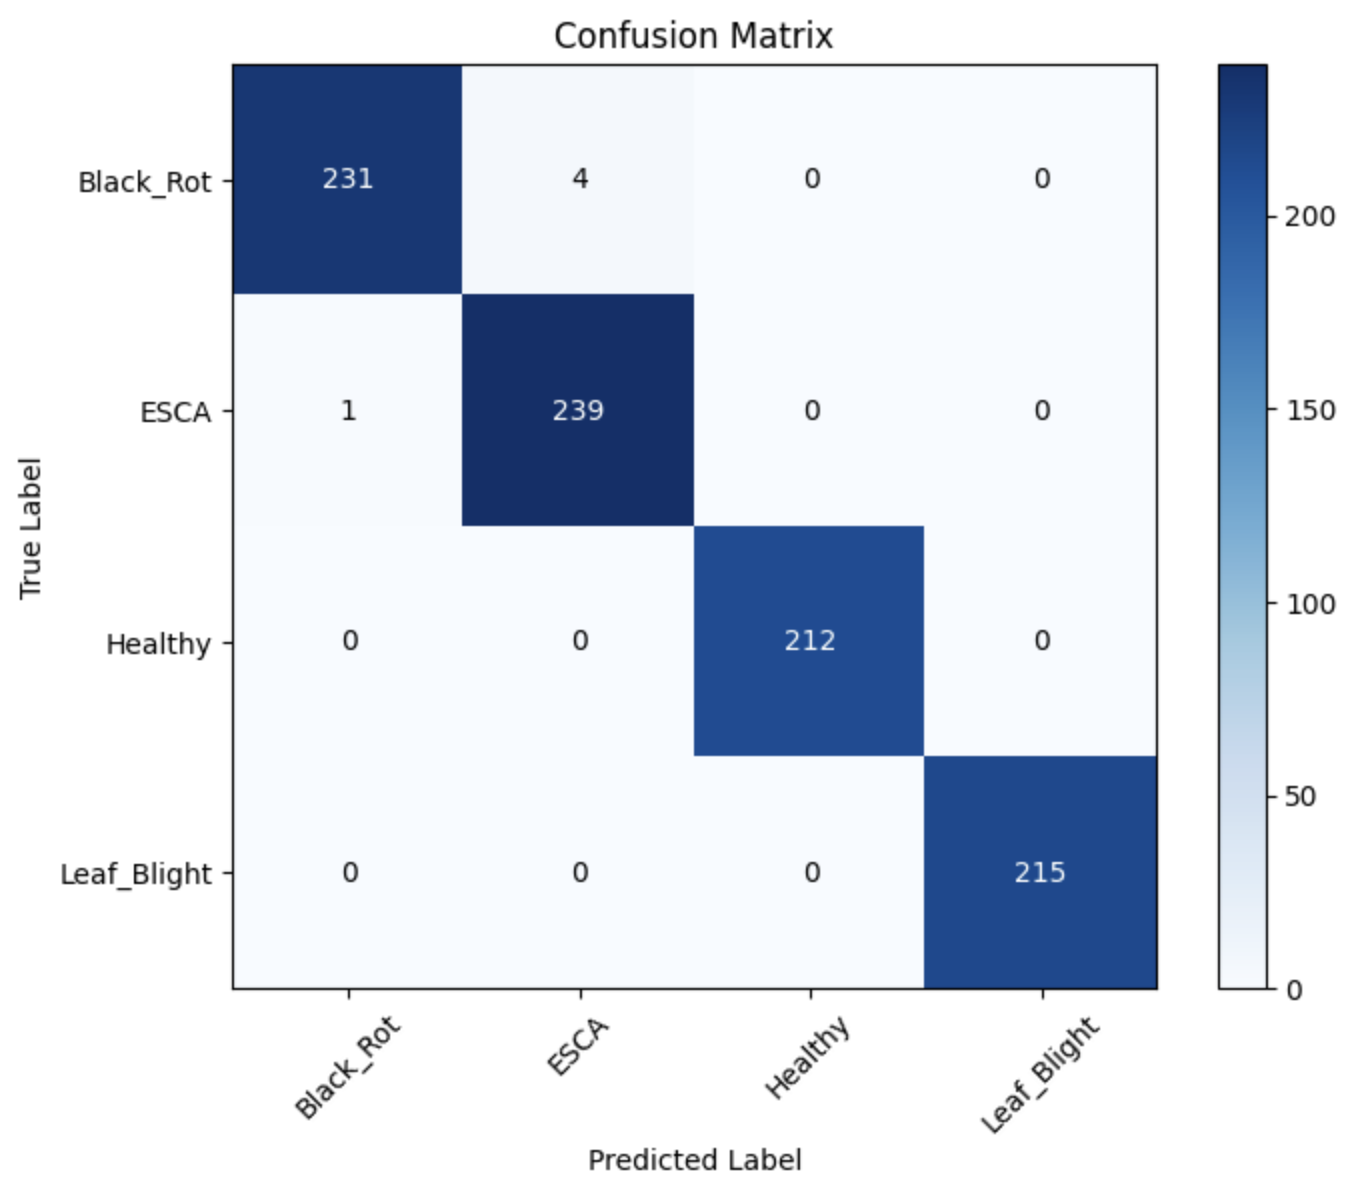 Confusion Matrix
True Label
Black_Rot 231 4 0 0
ESCA 1 239 0 0
Healthy 0 0 212 0
Leaf_Blight 0 0 0 215
Black_Rot ESCA Healthy Leaf_Blight
Predicted Label
200
150
100
50
0